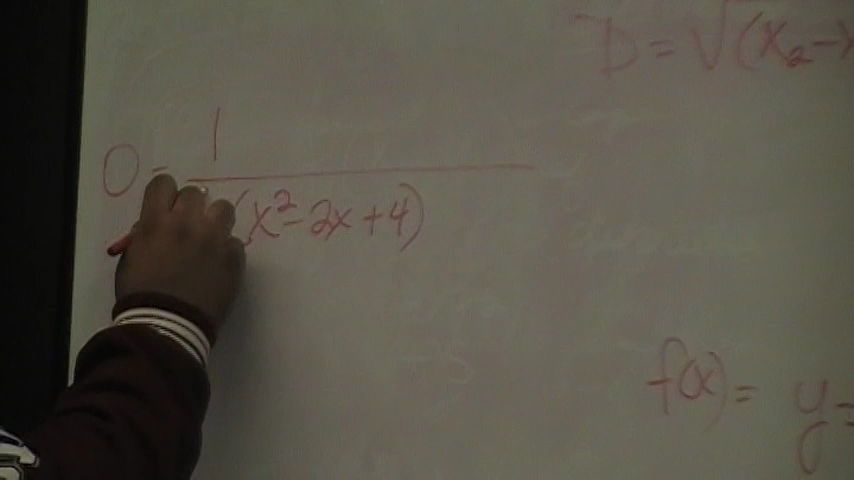 D = √(x₂-x
0 = 1
(x²-2x+4)
f(x) = y =